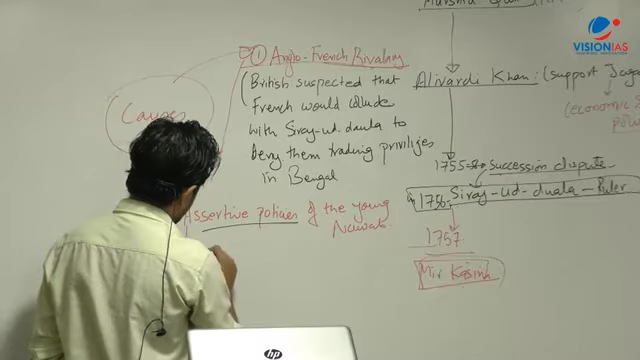 Murshid
VISIONIAS
Causes
① Anglo-French Rivalry
British suspected that
French would collude
with Siraj-ud-daula to
Deny them trading privileges
in Bengal
Assertive policies of the young
Nawab.
Alivardi Khan: (support Jaga
(economic
1755 → Succession dispute
1756 Siraj-ud-daula - Ruler
1757
Mir Kasim
hp